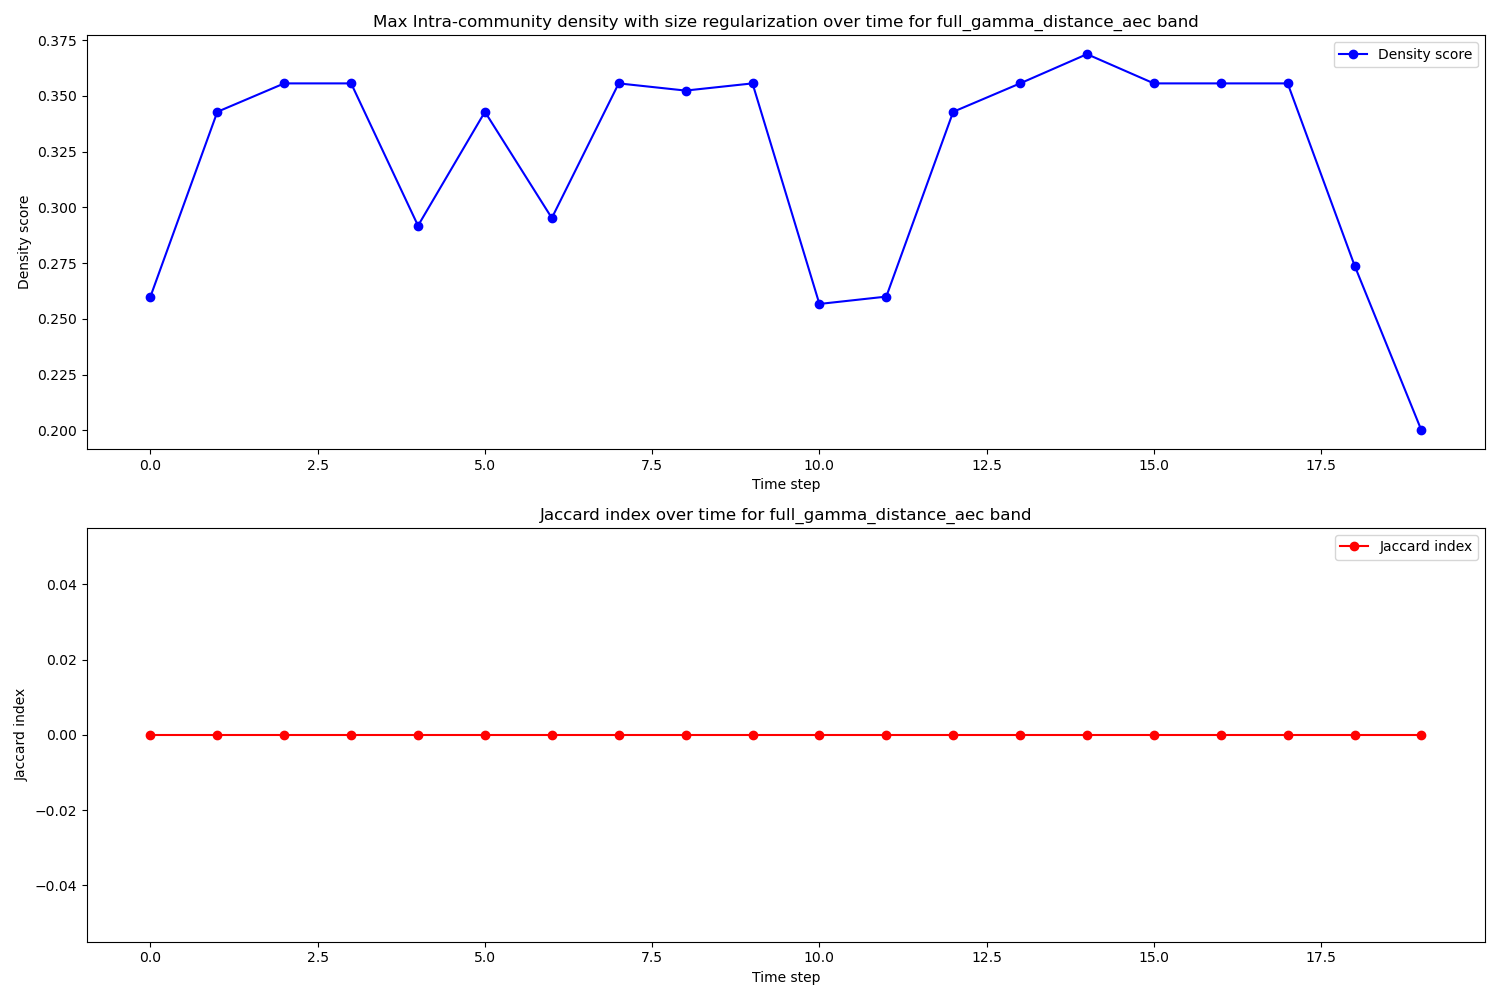 Max Intra-community density with size regularization over time for full_gamma_distance_aec band
0.375
0.350
0.325
0.300
0.275
0.250
0.225
0.200
Density score
Density score
0.0 2.5 5.0 7.5 10.0 12.5 15.0 17.5
Time step
Jaccard index over time for full_gamma_distance_aec band
0.04
0.02
0.00
−0.02
−0.04
Jaccard index
Jaccard index
0.0 2.5 5.0 7.5 10.0 12.5 15.0 17.5
Time step